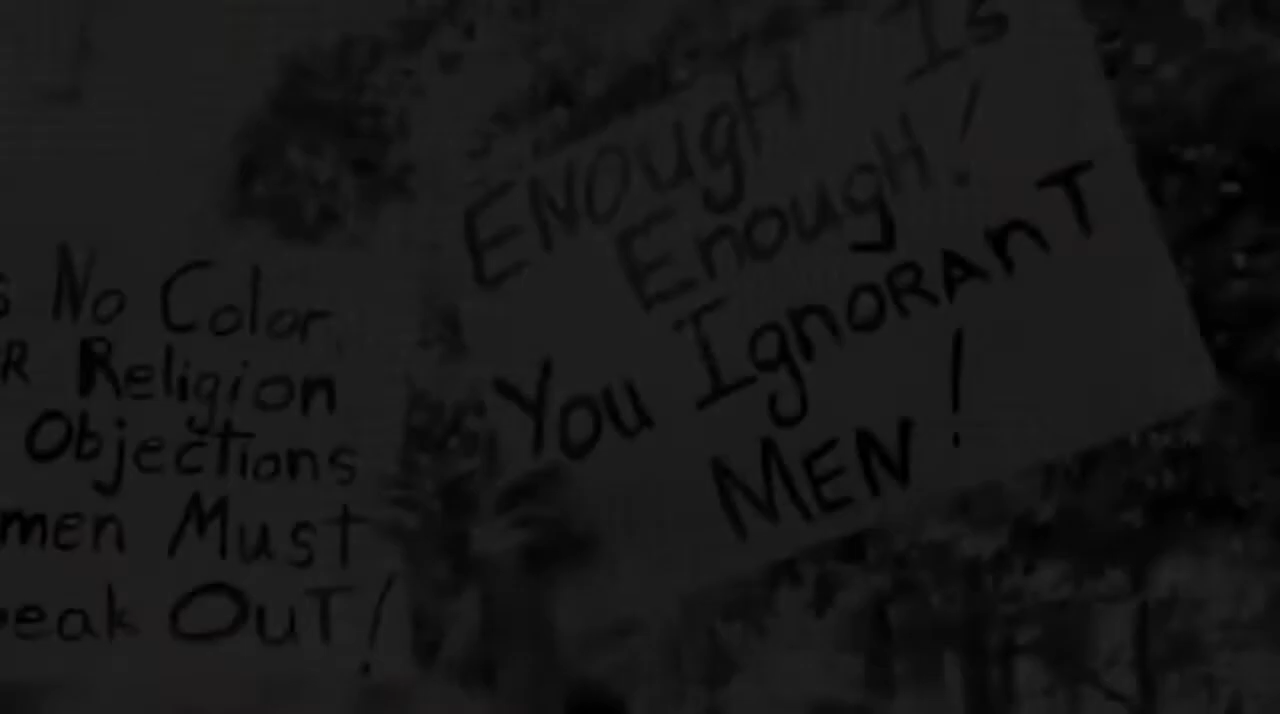 No Color
Religion
Objections
Must
OuT!
ENOugH Is
EnougH!
You IgnoRAnT
MEN!